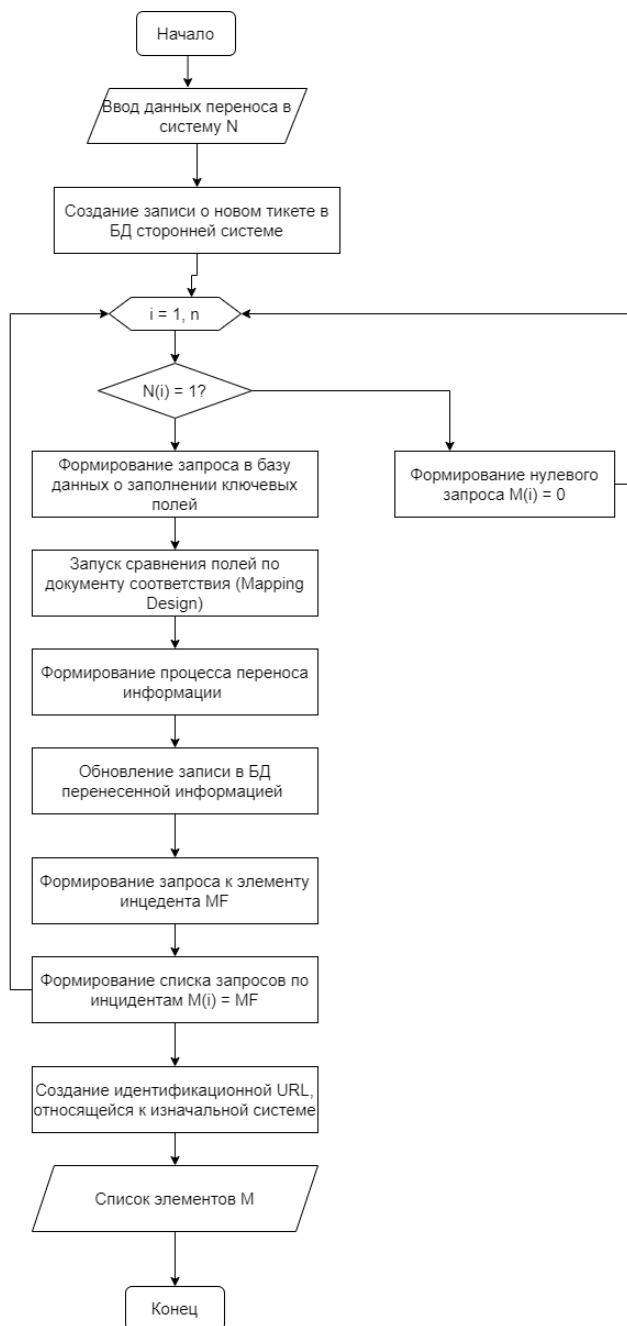 Начало
Ввод данных переноса в
систему N
Создание записи о новом тикете в
БД сторонней системе
i = 1, n
N(i) = 1?
Формирование запроса в базу
данных о заполнении ключевых
полей
Формирование нулевого
запроса M(i) = 0
Запуск сравнения полей по
документу соответствия (Mapping
Design)
Формирование процесса переноса
информации
Обновление записи в БД
перенесенной информацией
Формирование запроса к элементу
инцедента MF
Формирование списка запросов по
инцидентам M(i) = MF
Создание идентификационной URL,
относящейся к изначальной системе
Список элементов M
Конец